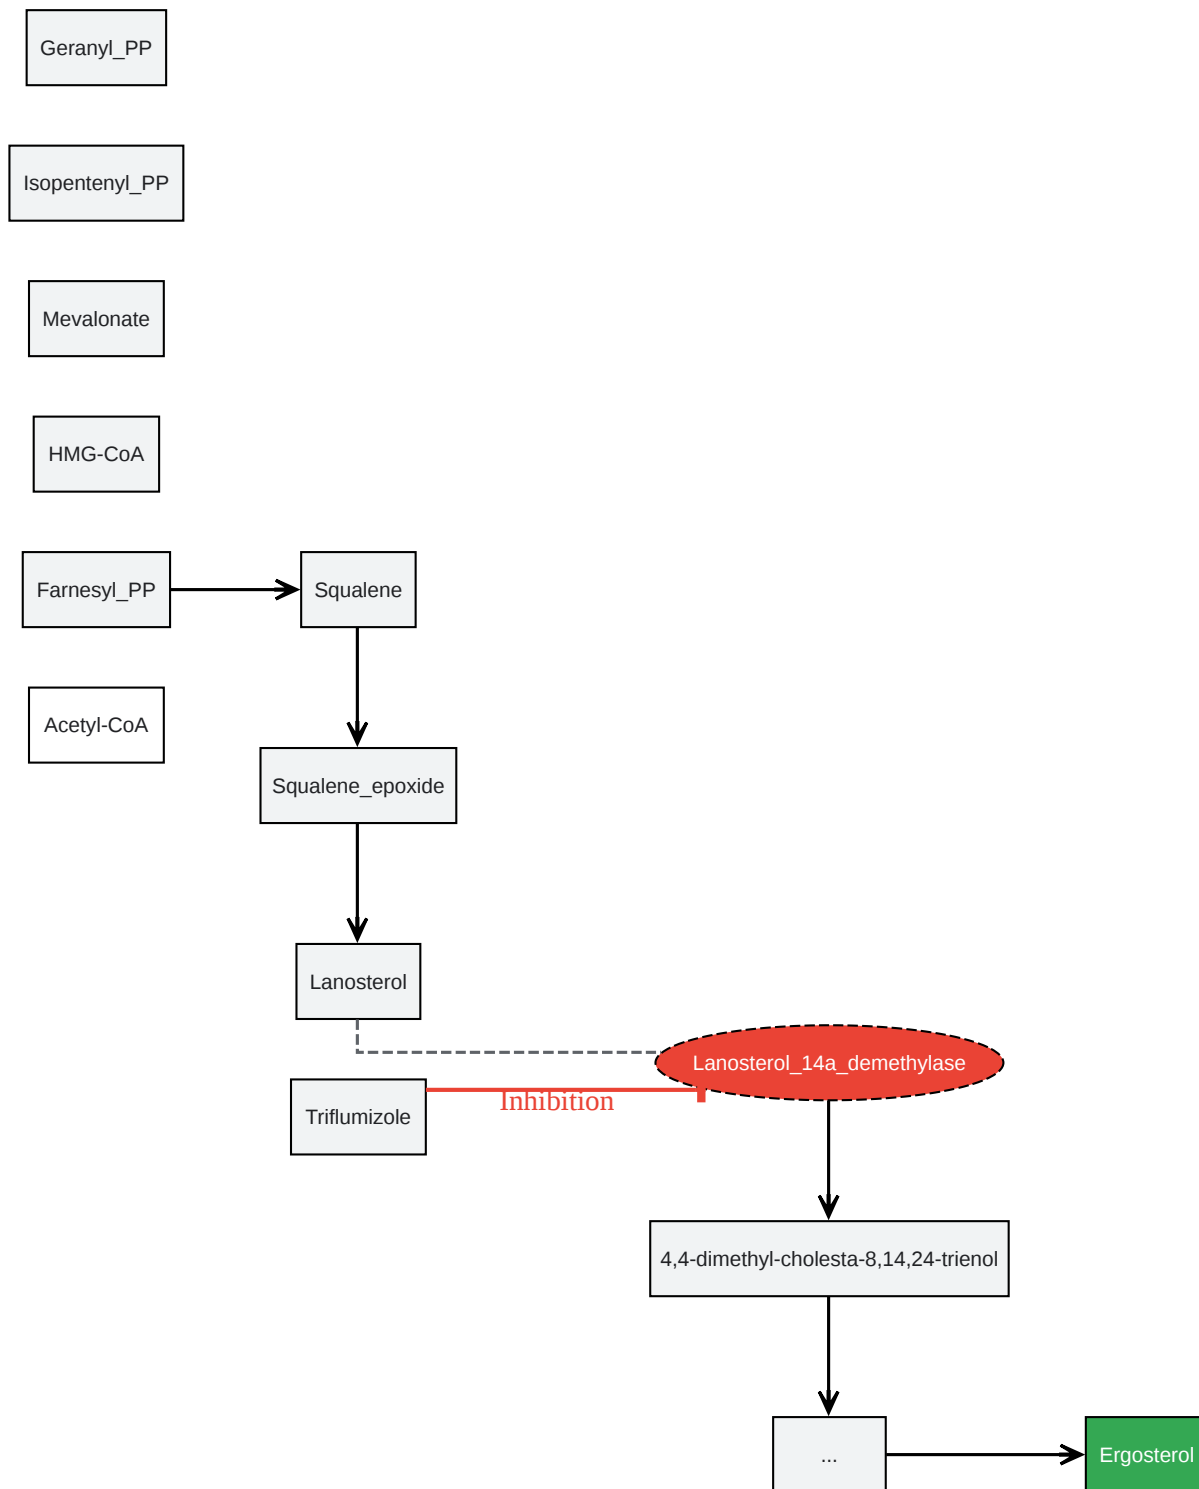 Geranyl_PP
Isopentenyl_PP
Mevalonate
HMG-CoA
Farnesyl_PP
Squalene
Acetyl-CoA
Squalene_epoxide
Lanosterol
Lanosterol_14a_demethylase
Inhibition
Triflumizole
4,4-dimethyl-cholesta-8,14,24-trienol
...
Ergosterol